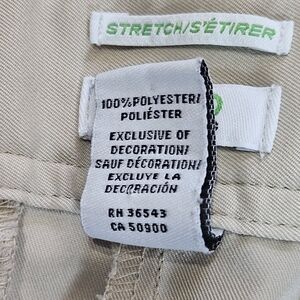 STRETCH/S'ÉTIRER
100%POLYESTER/
POLIÉSTER
EXCLUSIVE OF
DECORATION/
SAUF DÉCORATION/
EXCLUYE LA
DECORACIÓN
RN 36543
CA 50900